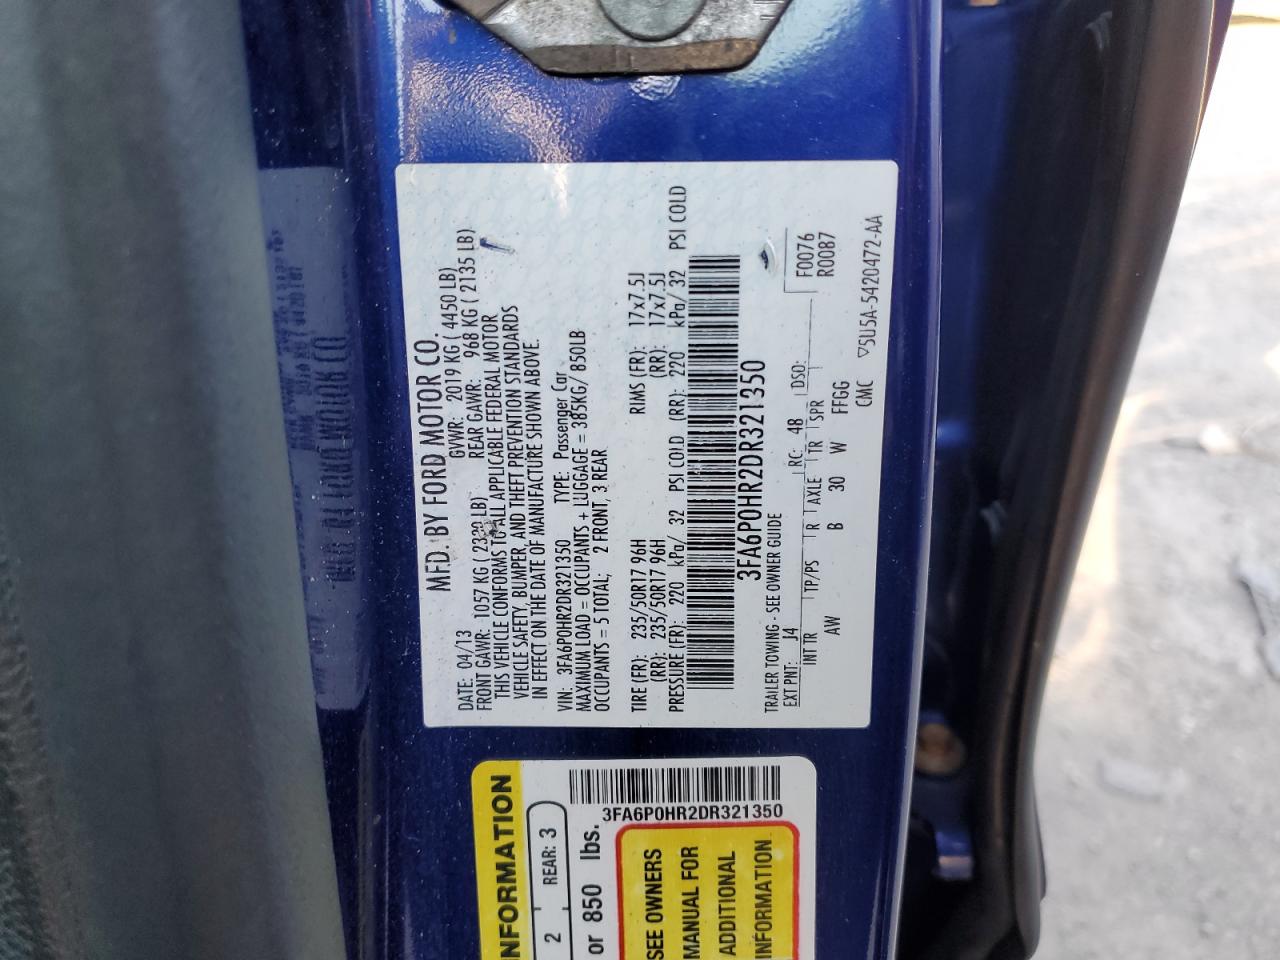 MFD. BY FORD MOTOR CO.
DATE: 04/13 GVWR: 2019 KG ( 4450 LB)
FRONT GAWR: 1057 KG ( LB) REAR GAWR: 968 KG ( 2135 LB)
THIS VEHICLE CONFORMS TO ALL APPLICABLE FEDERAL MOTOR
VEHICLE SAFETY, BUMPER, AND THEFT PREVENTION STANDARDS
IN EFFECT ON THE DATE OF MANUFACTURE SHOWN ABOVE.
VIN: 3FA6P0HR2DR321350 TYPE: Passenger Car
MAXIMUM LOAD = OCCUPANTS + LUGGAGE = 385KG/ 850LB
OCCUPANTS = 5 TOTAL; 2 FRONT, 3 REAR
TIRE (FR): 235/50R17 96H RIMS (FR): 17x7.5J
(RR): 235/50R17 96H (RR): 17x7.5J
PRESSURE (FR): 220 kPa/ 32 PSI COLD (RR): 220 kPa/ 32 PSI COLD
3FA6P0HR2DR321350
TRAILER TOWING - SEE OWNER GUIDE
F0076
R0087
EXT PNT: J4 RC: 48 DSO:
INT TR TP/PS R AXLE TR SPR
AW B 30 W FFGG
CMC ▽5U5A-5420472-AA
NFORMATION
2 REAR: 3
or 850 lbs.
3FA6P0HR2DR321350
SEE OWNERS
MANUAL FOR
ADDITIONAL
INFORMATION